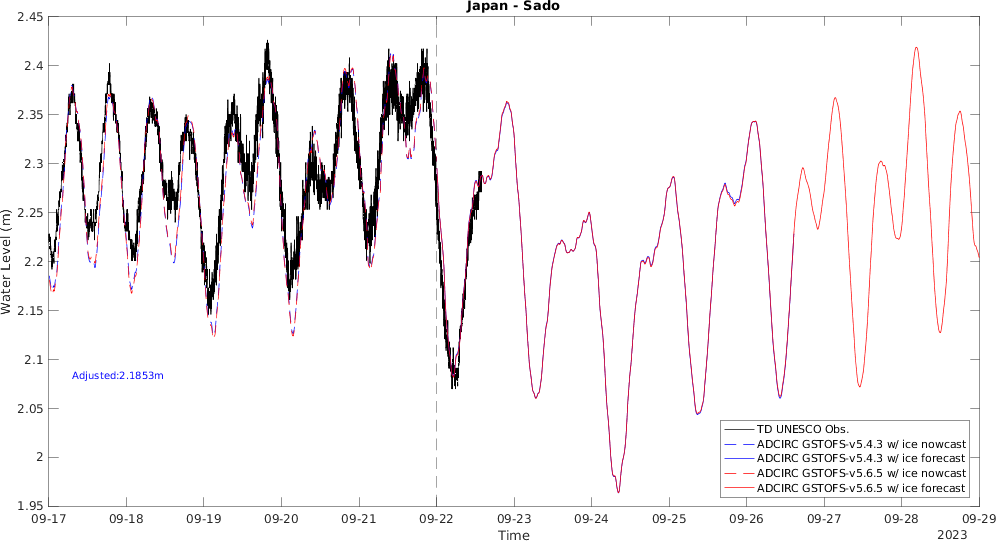 Japan - Sado
2.45
2.4
2.35
2.3
2.25
2.2
2.15
2.1
2.05
2
1.95
Water Level (m)
Adjusted:2.1853m
TD UNESCO Obs.
ADCIRC GSTOFS-v5.4.3 w/ ice nowcast
ADCIRC GSTOFS-v5.4.3 w/ ice forecast
ADCIRC GSTOFS-v5.6.5 w/ ice nowcast
ADCIRC GSTOFS-v5.6.5 w/ ice forecast
09-17 09-18 09-19 09-20 09-21 09-22 09-23 09-24 09-25 09-26 09-27 09-28 09-29
Time
2023